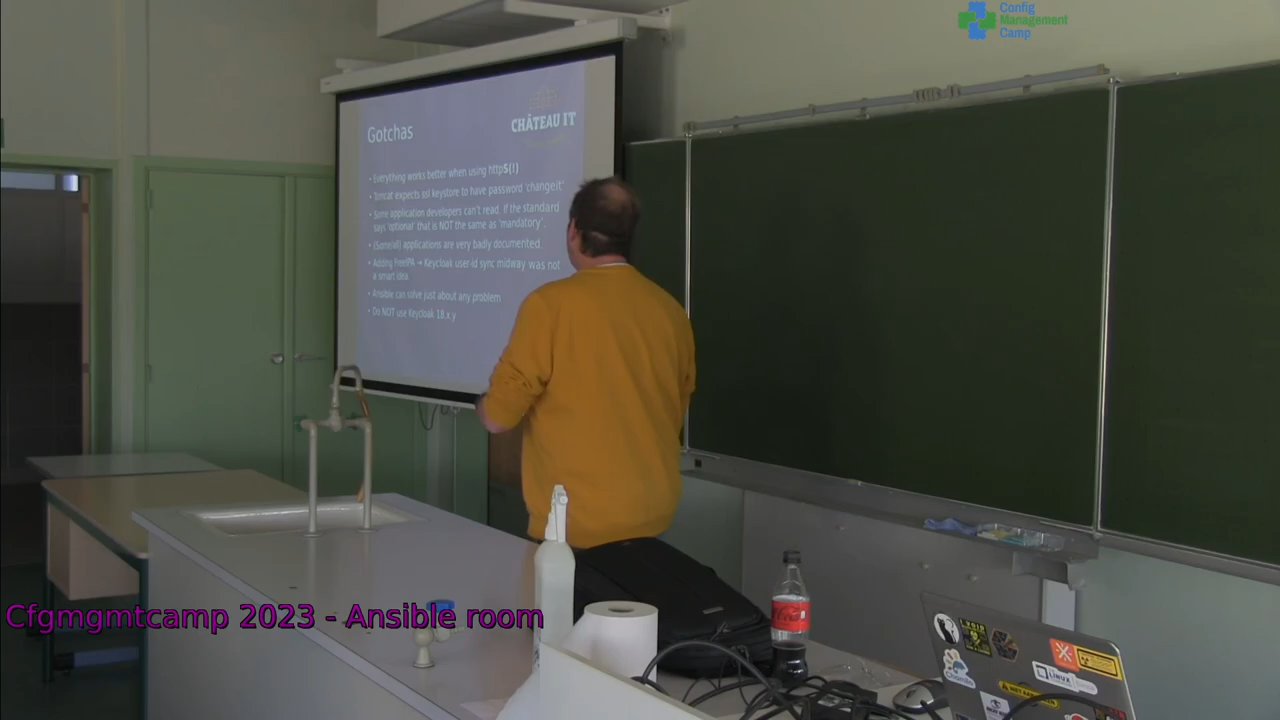 Config
Management
Camp
CHÂTEAU IT
Gotchas
• Everything works better when using httpS(!)
• Tomcat expects ssl keystore to have password 'changeit'
• Some application developers can't read. If the standard
says 'optional' that is NOT the same as 'mandatory'.
• (Some/all) applications are very badly documented.
• Adding FreeIPA → Keycloak user-id sync midway was not
a smart idea.
• Ansible can solve just about any problem
• Do NOT use Keycloak 18.x.y
Cfgmgmtcamp 2023 - Ansible room
Coca-Cola
LINUX